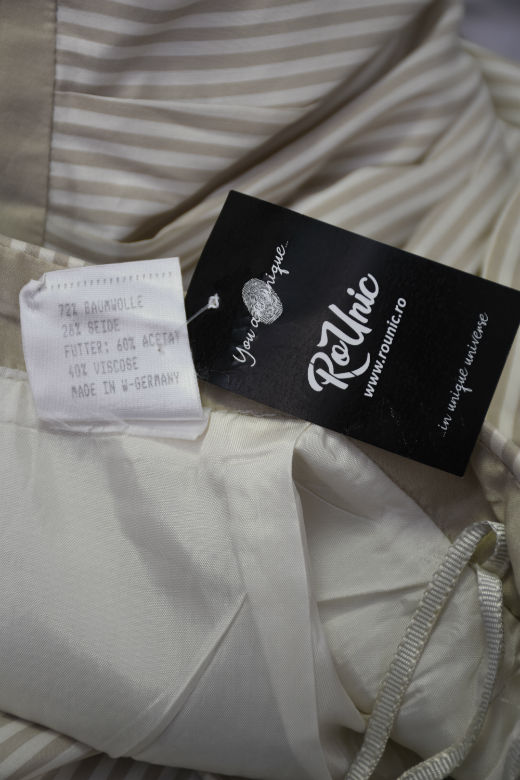 72% BAUMWOLLE
28% SEIDE
FUTTER: 60% ACETAT
40% VISCOSE
MADE IN W-GERMANY
You are unique...
RoUnic
www.rounic.ro
...in unique universe